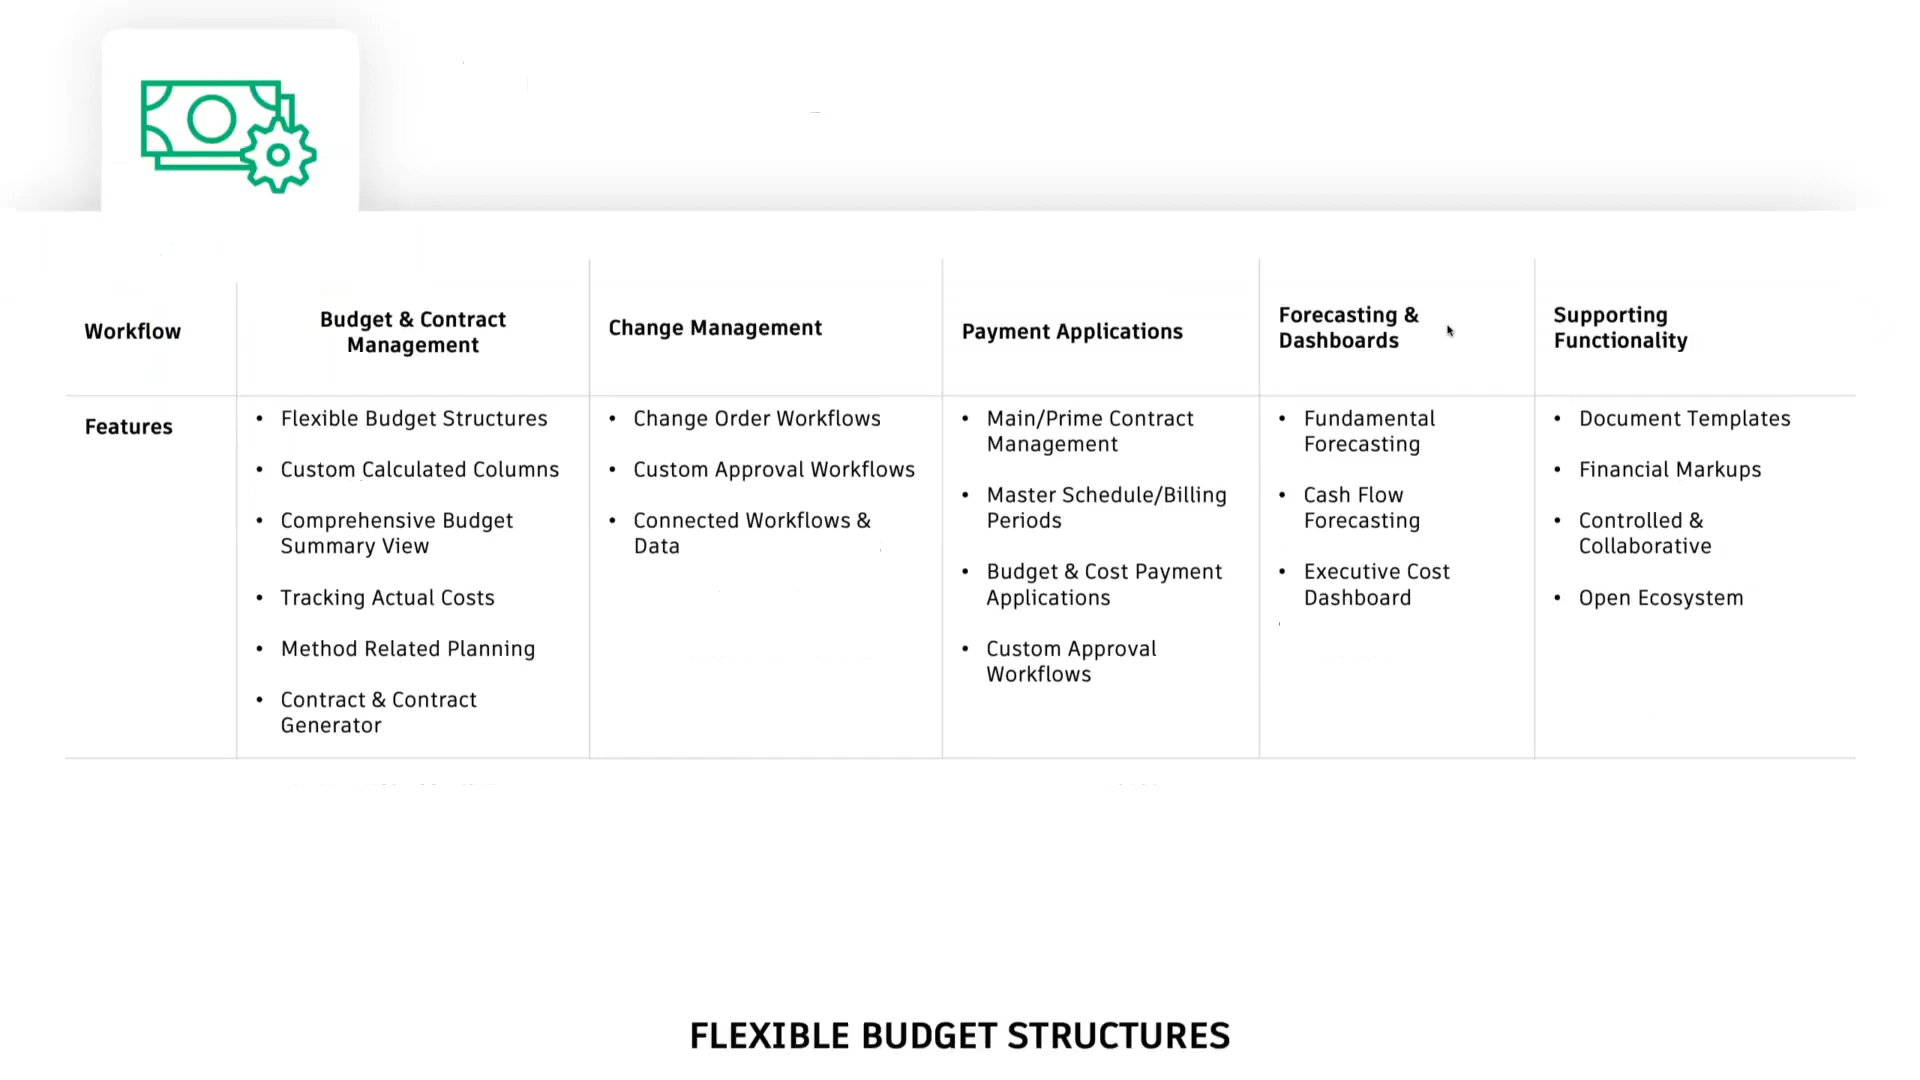 Workflow
Budget & Contract
Management
Change Management
Payment Applications
Forecasting &
Dashboards
Supporting
Functionality
Features
• Flexible Budget Structures
• Custom Calculated Columns
• Comprehensive Budget
Summary View
• Tracking Actual Costs
• Method Related Planning
• Contract & Contract
Generator
• Change Order Workflows
• Custom Approval Workflows
• Connected Workflows &
Data
• Main/Prime Contract
Management
• Master Schedule/Billing
Periods
• Budget & Cost Payment
Applications
• Custom Approval
Workflows
• Fundamental
Forecasting
• Cash Flow
Forecasting
• Executive Cost
Dashboard
• Document Templates
• Financial Markups
• Controlled &
Collaborative
• Open Ecosystem
FLEXIBLE BUDGET STRUCTURES